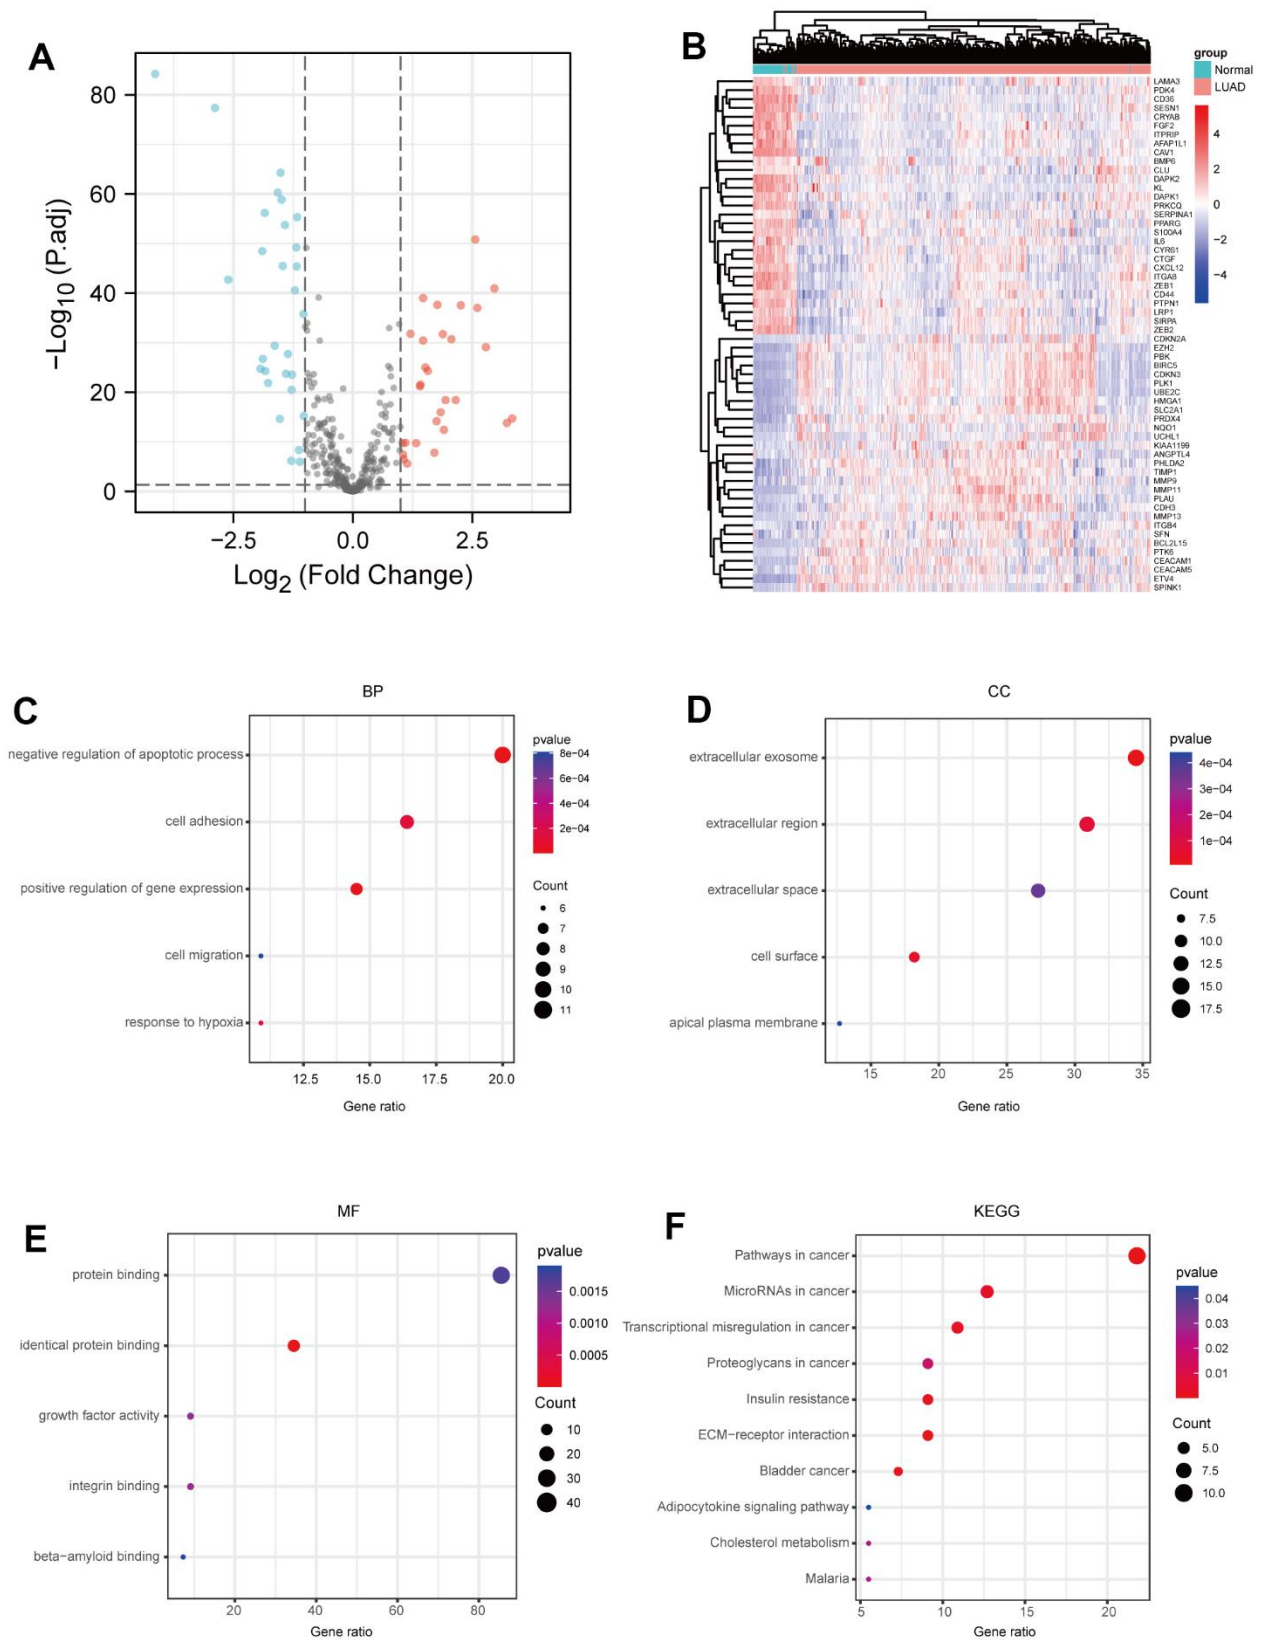 A
80
60
40
20
0
−Log10 (P.adj)
−2.5
0.0
2.5
Log2 (Fold Change)
B
group
Normal
LUAD
4
2
0
−2
−4
LAMA3
PDK4
CD36
SESN1
CRYAB
FGF2
ITPRIP
AFAP1L1
CAV1
BMP6
CLU
DAPK2
KL
DAPK1
PRKCQ
SERPINA1
PPARG
S100A4
IL6
CYR61
CTGF
CXCL12
ITGA8
ZEB1
CD44
PTPN1
LRP1
SIRPA
ZEB2
CDKN2A
EZH2
PBK
BIRC5
CDKN3
PLK1
UBE2C
HMGA1
SLC2A1
PRDX4
NQO1
UCHL1
KIAA1199
ANGPTL4
PHLDA2
TIMP1
MMP9
MMP11
PLAU
CDH3
MMP13
ITGB4
SFN
BCL2L15
PTK6
CEACAM1
CEACAM5
ETV4
SPINK1
C
BP
negative regulation of apoptotic process
cell adhesion
positive regulation of gene expression
cell migration
response to hypoxia
12.5
15.0
17.5
20.0
Gene ratio
pvalue
8e−04
6e−04
4e−04
2e−04
Count
6
7
8
9
10
11
D
CC
extracellular exosome
extracellular region
extracellular space
cell surface
apical plasma membrane
15
20
25
30
35
Gene ratio
pvalue
4e−04
3e−04
2e−04
1e−04
Count
7.5
10.0
12.5
15.0
17.5
E
MF
protein binding
identical protein binding
growth factor activity
integrin binding
beta−amyloid binding
20
40
60
80
Gene ratio
pvalue
0.0015
0.0010
0.0005
Count
10
20
30
40
F
KEGG
Pathways in cancer
MicroRNAs in cancer
Transcriptional misregulation in cancer
Proteoglycans in cancer
Insulin resistance
ECM−receptor interaction
Bladder cancer
Adipocytokine signaling pathway
Cholesterol metabolism
Malaria
5
10
15
20
Gene ratio
pvalue
0.04
0.03
0.02
0.01
Count
5.0
7.5
10.0